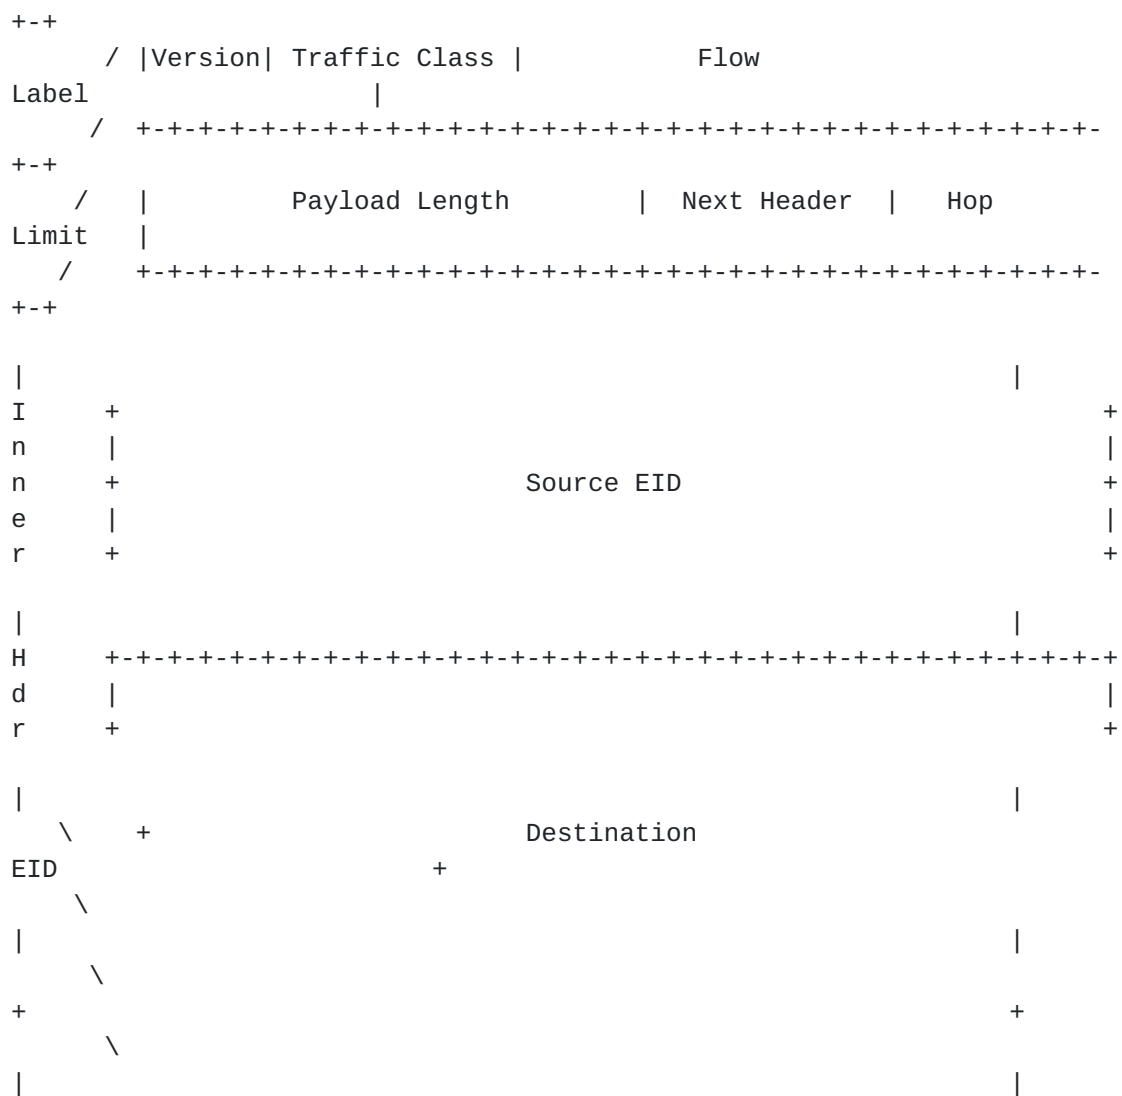 +-+
      / |Version| Traffic Class |           Flow
Label                  |
     /  +-+-+-+-+-+-+-+-+-+-+-+-+-+-+-+-+-+-+-+-+-+-+-+-+-+-+-+-+-+-+-
+-+
    /   |         Payload Length        |  Next Header  |   Hop
Limit   |
   /    +-+-+-+-+-+-+-+-+-+-+-+-+-+-+-+-+-+-+-+-+-+-+-+-+-+-+-+-+-+-+-
+-+

|                                                               |
I     +                                                               +
n     |                                                               |
n     +                          Source EID                           +
e     |                                                               |
r     +                                                               +

|                                                               |
H     +-+-+-+-+-+-+-+-+-+-+-+-+-+-+-+-+-+-+-+-+-+-+-+-+-+-+-+-+-+-+-+-+
d     |                                                               |
r     +                                                               +

|                                                               |
   \    +                        Destination
EID                        +
    \
|                                                               |
     \
+                                                               +
      \
|                                                               |